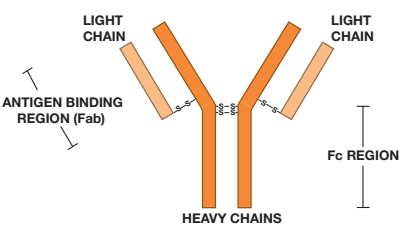 LIGHT
CHAIN
LIGHT
CHAIN
ANTIGEN BINDING
REGION (Fab)
S
S
S
S
S
S
S
S
Fc REGION
HEAVY CHAINS